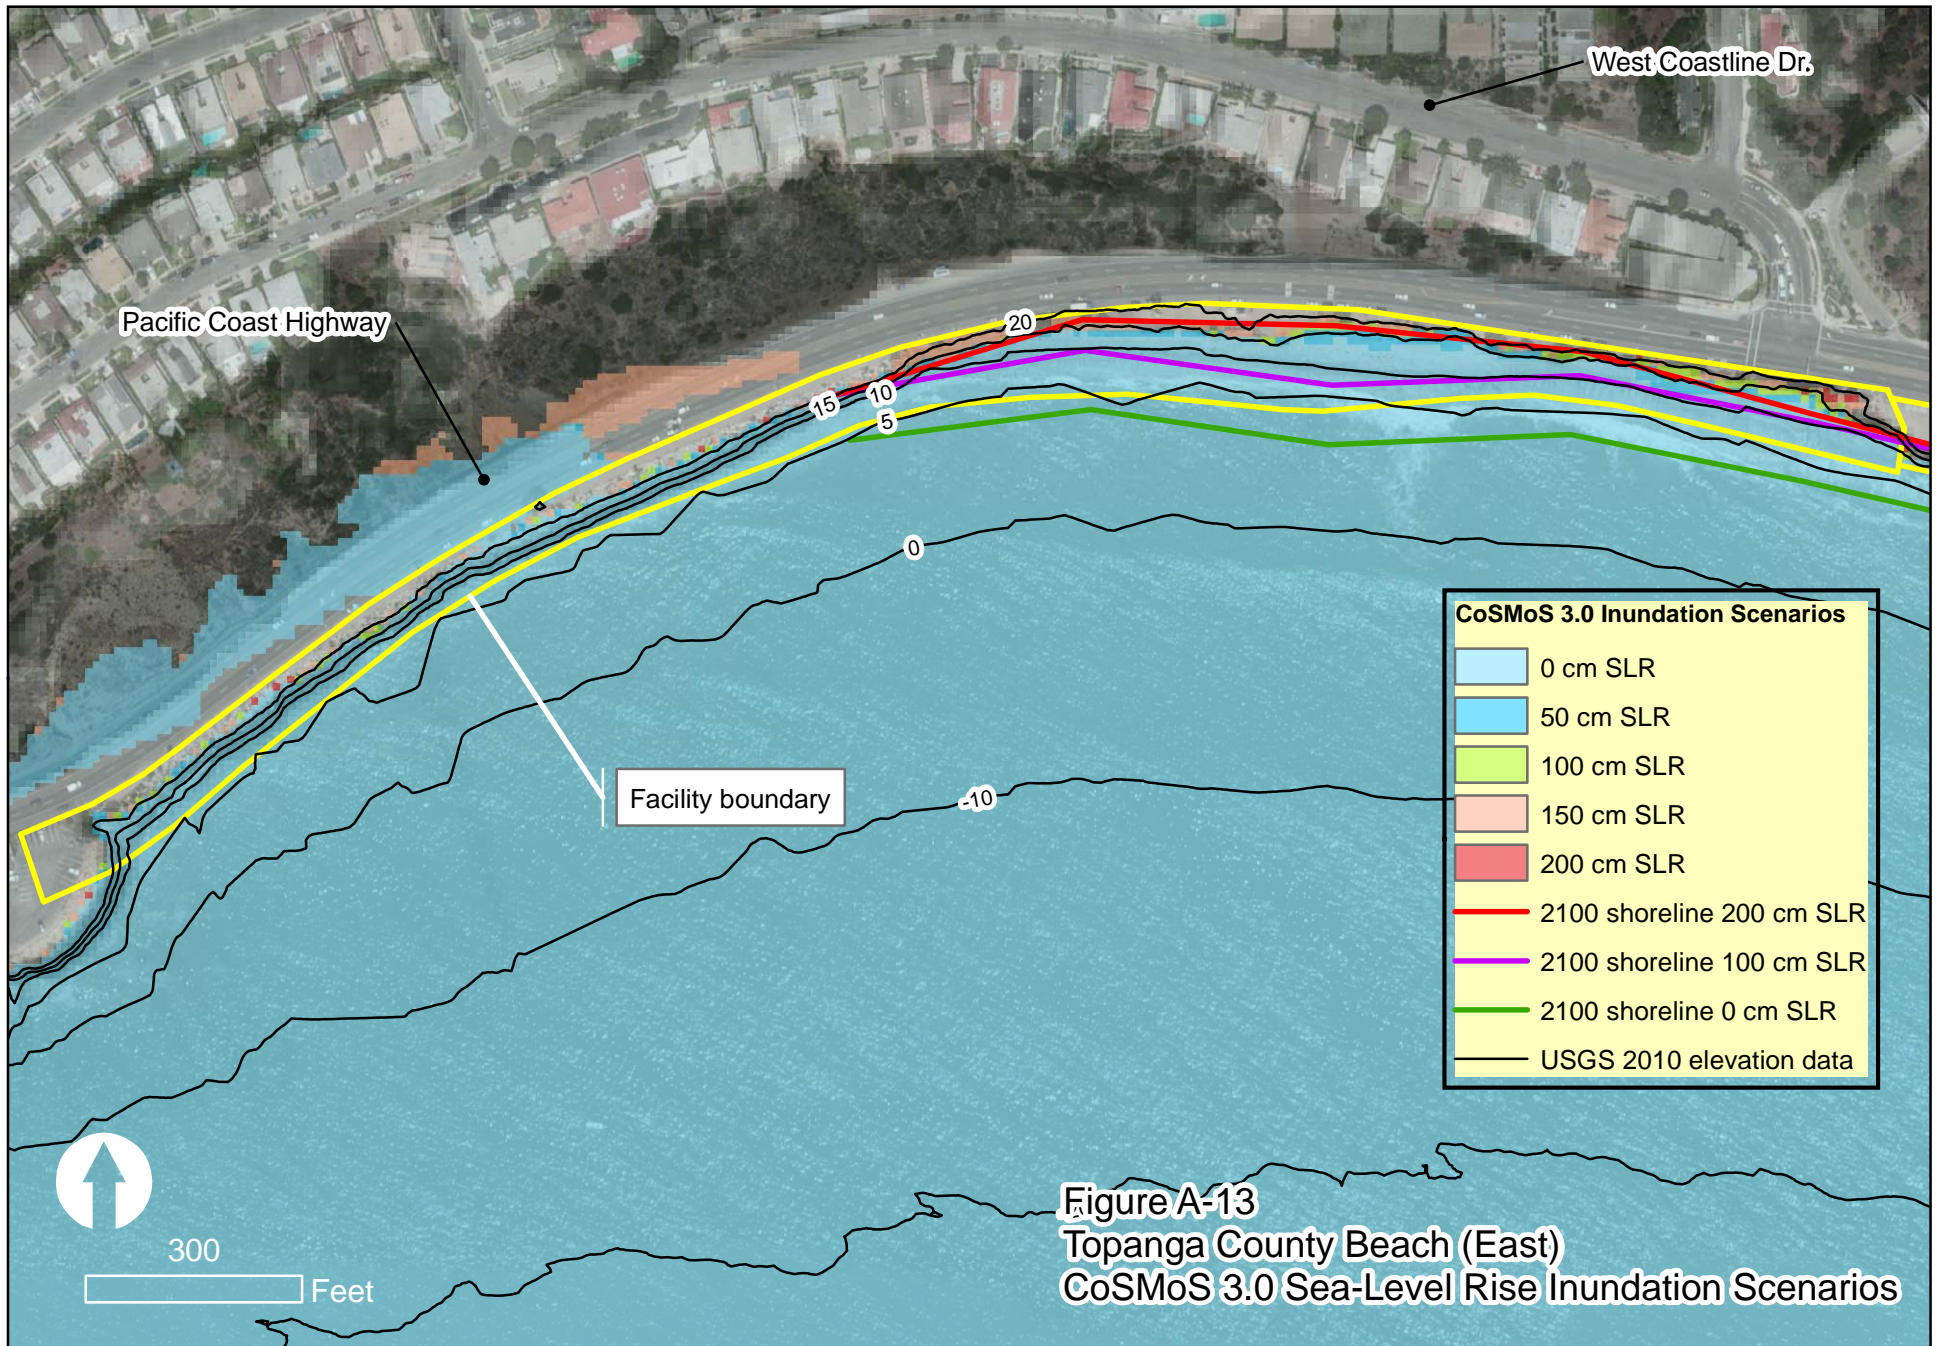 West Coastline Dr.
Pacific Coast Highway
20
15
10
5
0
-10
Facility boundary
CoSMoS 3.0 Inundation Scenarios
0 cm SLR
50 cm SLR
100 cm SLR
150 cm SLR
200 cm SLR
2100 shoreline 200 cm SLR
2100 shoreline 100 cm SLR
2100 shoreline 0 cm SLR
USGS 2010 elevation data
300
Feet
Figure A-13
Topanga County Beach (East)
CoSMoS 3.0 Sea-Level Rise Inundation Scenarios